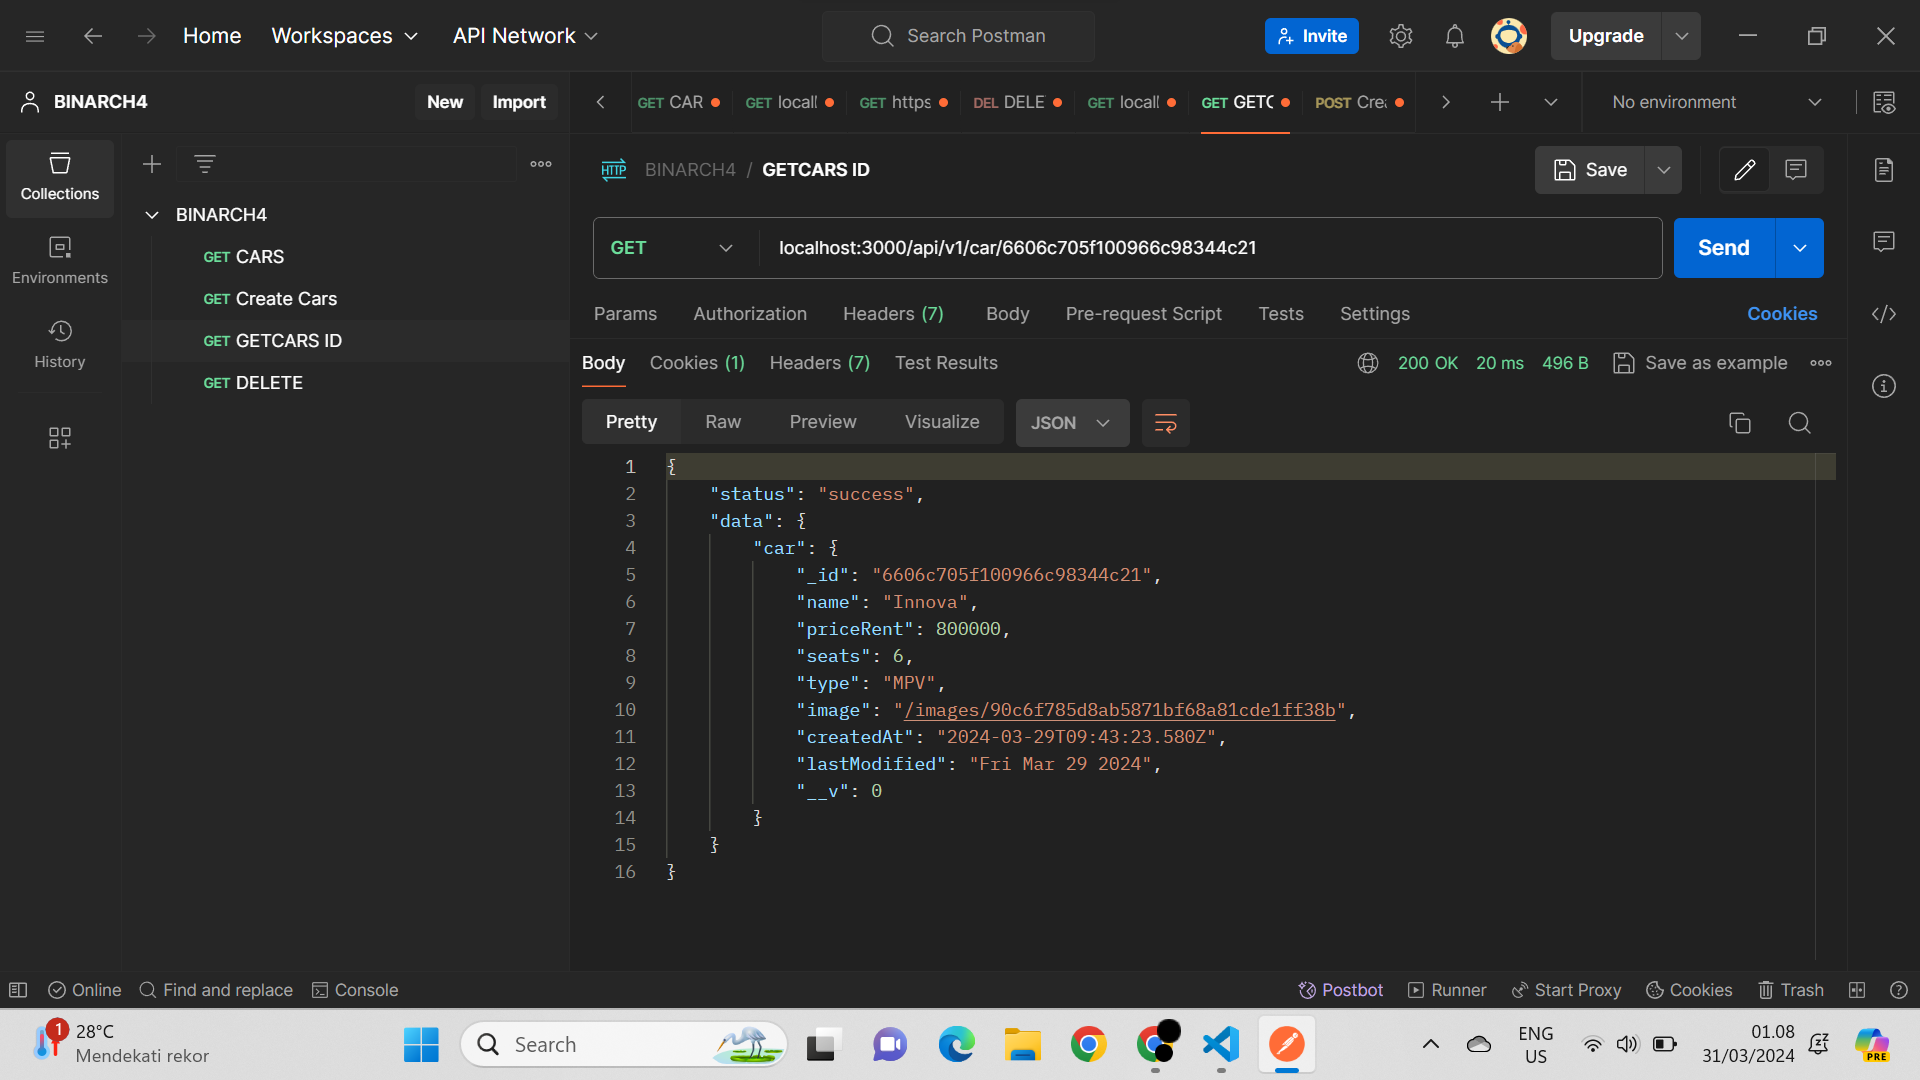 Home
Workspaces
API Network
Search Postman
Invite
Upgrade
BINARCH4
New
Import
GET CAR
GET locall
GET https
DEL DELE
GET locall
GET GETC
POST Cre
No environment
Collections
Environments
History
BINARCH4
GET CARS
GET Create Cars
GET GETCARS ID
GET DELETE
HTTP BINARCH4 / GETCARS ID
Save
GET
localhost:3000/api/v1/car/6606c705f100966c98344c21
Send
Params
Authorization
Headers (7)
Body
Pre-request Script
Tests
Settings
Cookies
Body
Cookies (1)
Headers (7)
Test Results
200 OK 20 ms 496 B
Save as example
Pretty
Raw
Preview
Visualize
JSON
1 {
2 "status": "success",
3 "data": {
4 "car": {
5 "_id": "6606c705f100966c98344c21",
6 "name": "Innova",
7 "priceRent": 800000,
8 "seats": 6,
9 "type": "MPV",
10 "image": "/images/90c6f785d8ab5871bf68a81cde1ff38b",
11 "createdAt": "2024-03-29T09:43:23.580Z",
12 "lastModified": "Fri Mar 29 2024",
13 "__v": 0
14 }
15 }
16 }
Online
Find and replace
Console
Postbot
Runner
Start Proxy
Cookies
Trash
1
28°C
Mendekati rekor
Search
ENG
US
01.08
31/03/2024
PRE